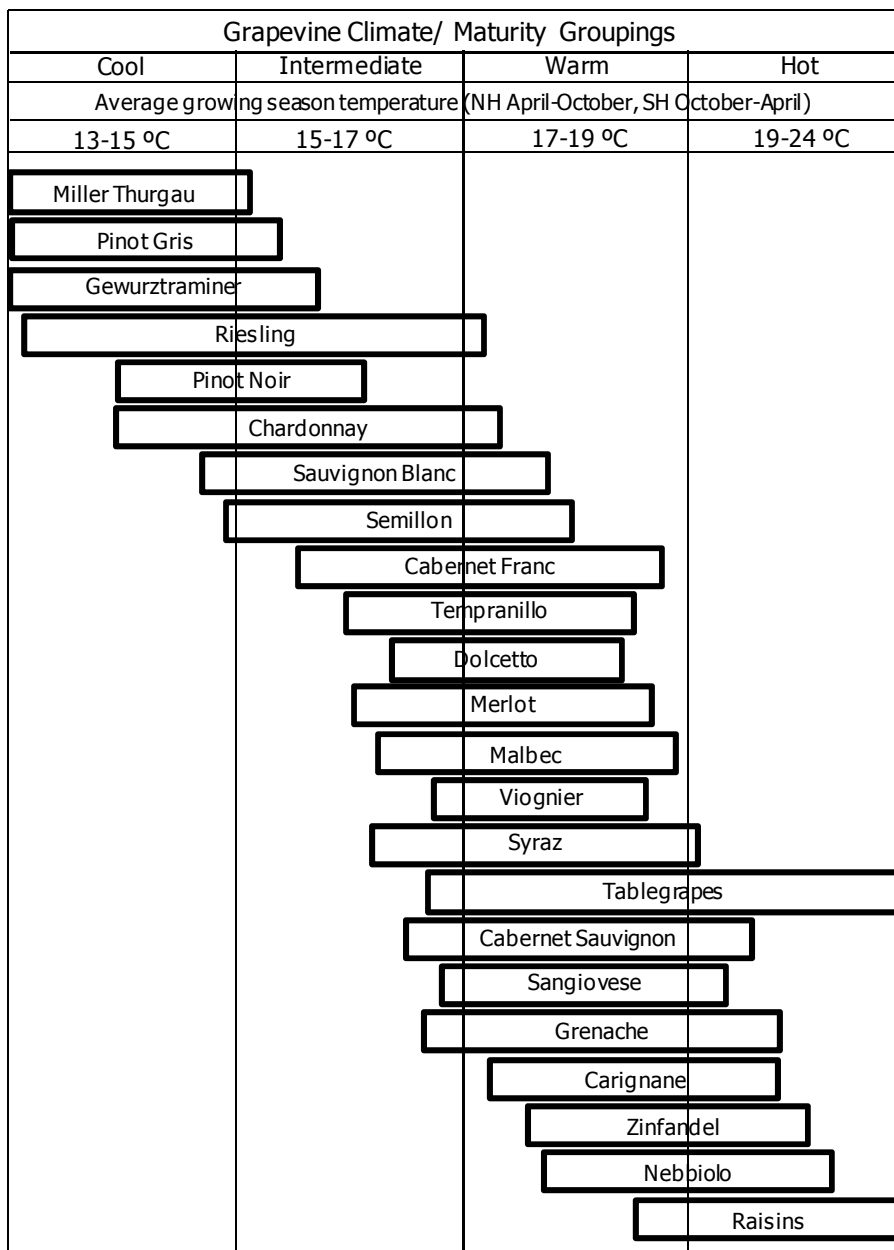 Grapevine Climate/ Maturity Groupings
Cool Intermediate Warm Hot
Average growing season temperature (NH April-October, SH October-April)
13-15 ºC 15-17 ºC 17-19 ºC 19-24 ºC
Miller Thurgau
Pinot Gris
Gewurztraminer
Riesling
Pinot Noir
Chardonnay
Sauvignon Blanc
Semillon
Cabernet Franc
Tempranillo
Dolcetto
Merlot
Malbec
Viognier
Syraz
Tablegrapes
Cabernet Sauvignon
Sangiovese
Grenache
Carignane
Zinfandel
Nebbiolo
Raisins